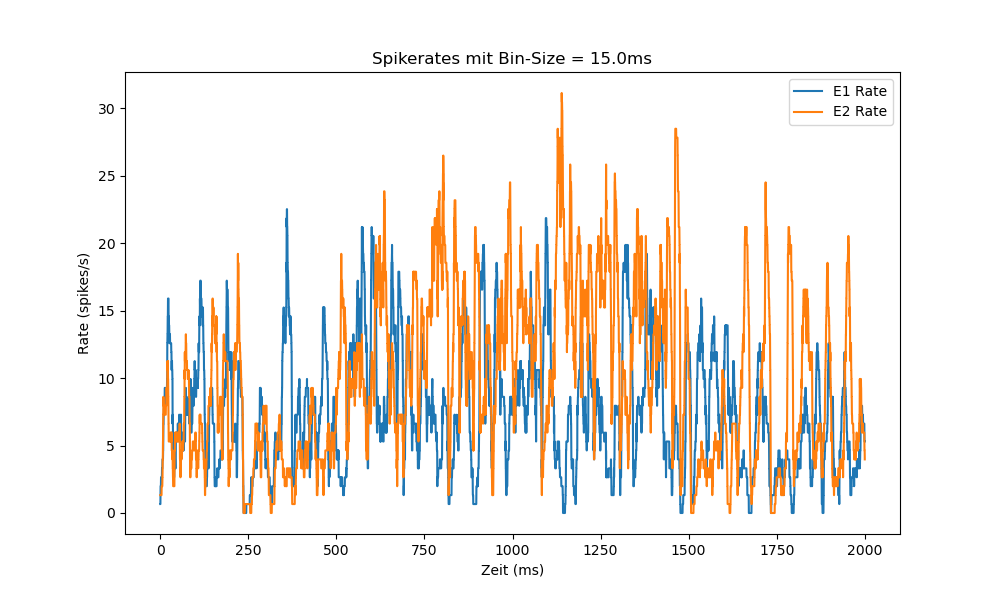 Spikerates mit Bin-Size = 15.0ms
E1 Rate
E2 Rate
Rate (spikes/s)
30
25
20
15
10
5
0
0 250 500 750 1000 1250 1500 1750 2000
Zeit (ms)